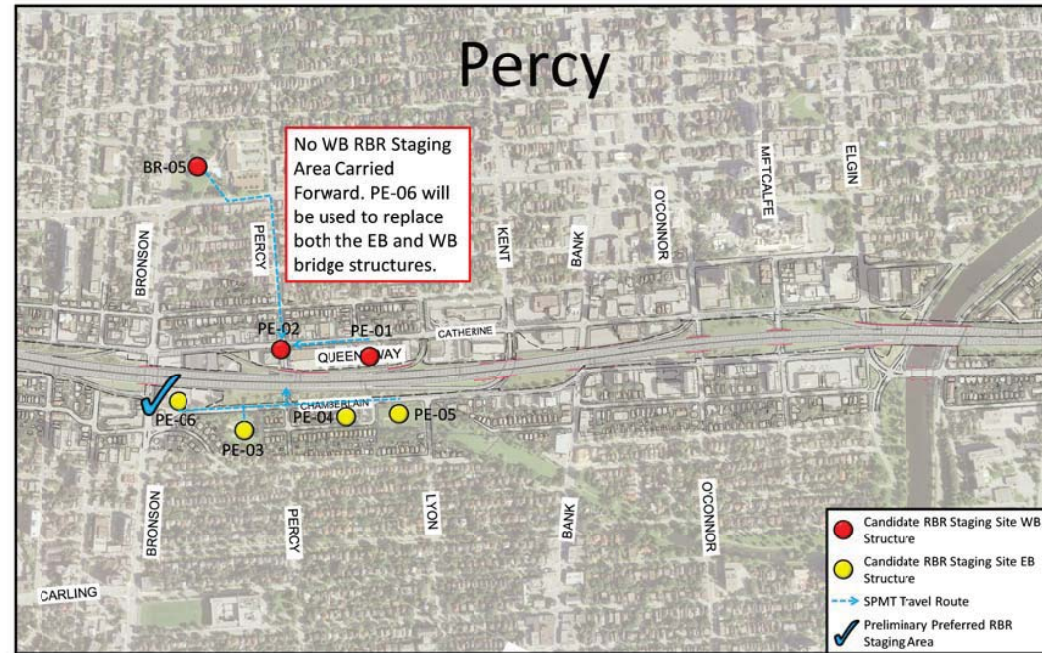 Percy
No WB RBR Staging
Area Carried
Forward. PE-06 will
be used to replace
both the EB and WB
bridge structures.
BR-05
BRONSON
PERCY
KENT
BANK
O'CONNOR
METCALFE
ELGIN
PE-02
PE-01
CATHERINE
QUEENSWAY
CHAMBERLAIN
PE-06
PE-03
PE-04
PE-05
BRONSON
PERCY
LYON
BANK
O'CONNOR
CARLING
Candidate RBR Staging Site WB
Structure
Candidate RBR Staging Site EB
Structure
SPMT Travel Route
Preliminary Preferred RBR
Staging Area